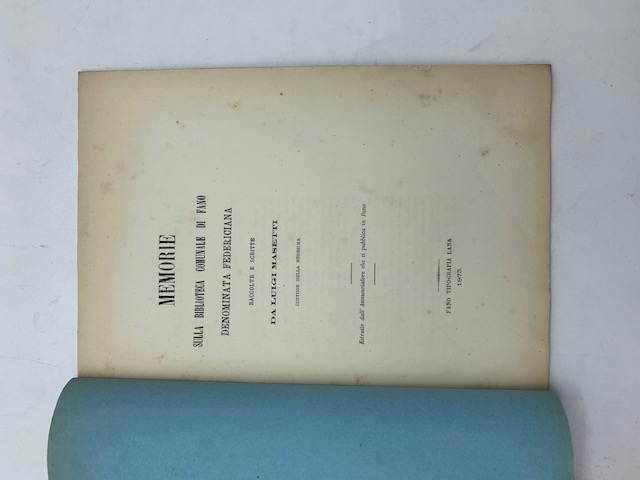 MEMORIE
SULLA BIBLIOTECA COMUNALE DI FANO
DENOMINATA FEDERICIANA
RACCOLTE E SCRITTE
DA LUIGI MASETTI
CUSTODE DELLA MEDESIMA
Estratto dall' Annunziatore che si pubblica in Fano
FANO TIPOGRAFIA LANA
1875.